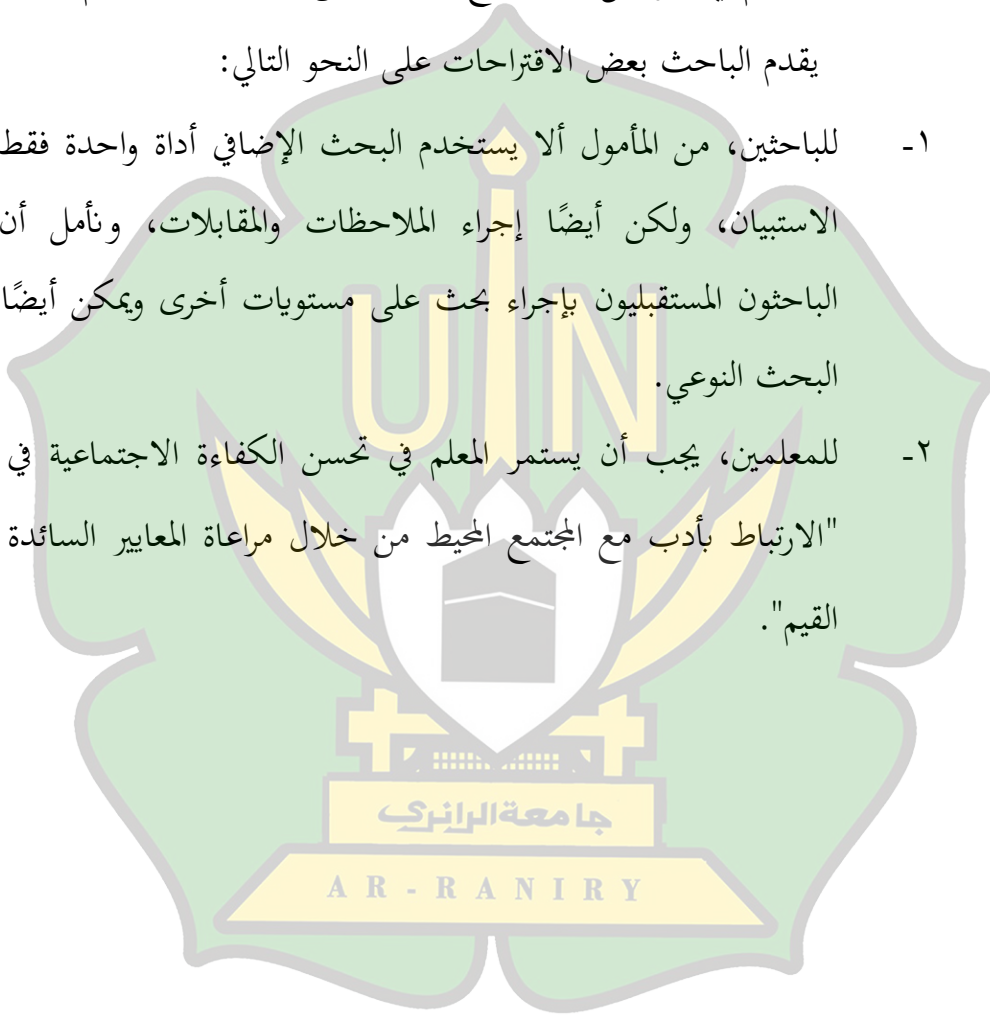 يقدم الباحث بعض الاقتراحات على النحو التالي:
١- للباحثين، من المأمول ألا يستخدم البحث الإضافي أداة واحدة فقط
الاستبيان، ولكن أيضًا إجراء الملاحظات والمقابلات، ونأمل أن
الباحثون المستقبليون بإجراء بحث على مستويات أخرى ويمكن أيضًا
البحث النوعي.
٢- للمعلمين، يجب أن يستمر المعلم في تحسن الكفاءة الاجتماعية في
"الارتباط بأدب مع المجتمع المحيط من خلال مراعاة المعايير السائدة
القيم".
UIN
جامعة الرانري
AR-RANIRY